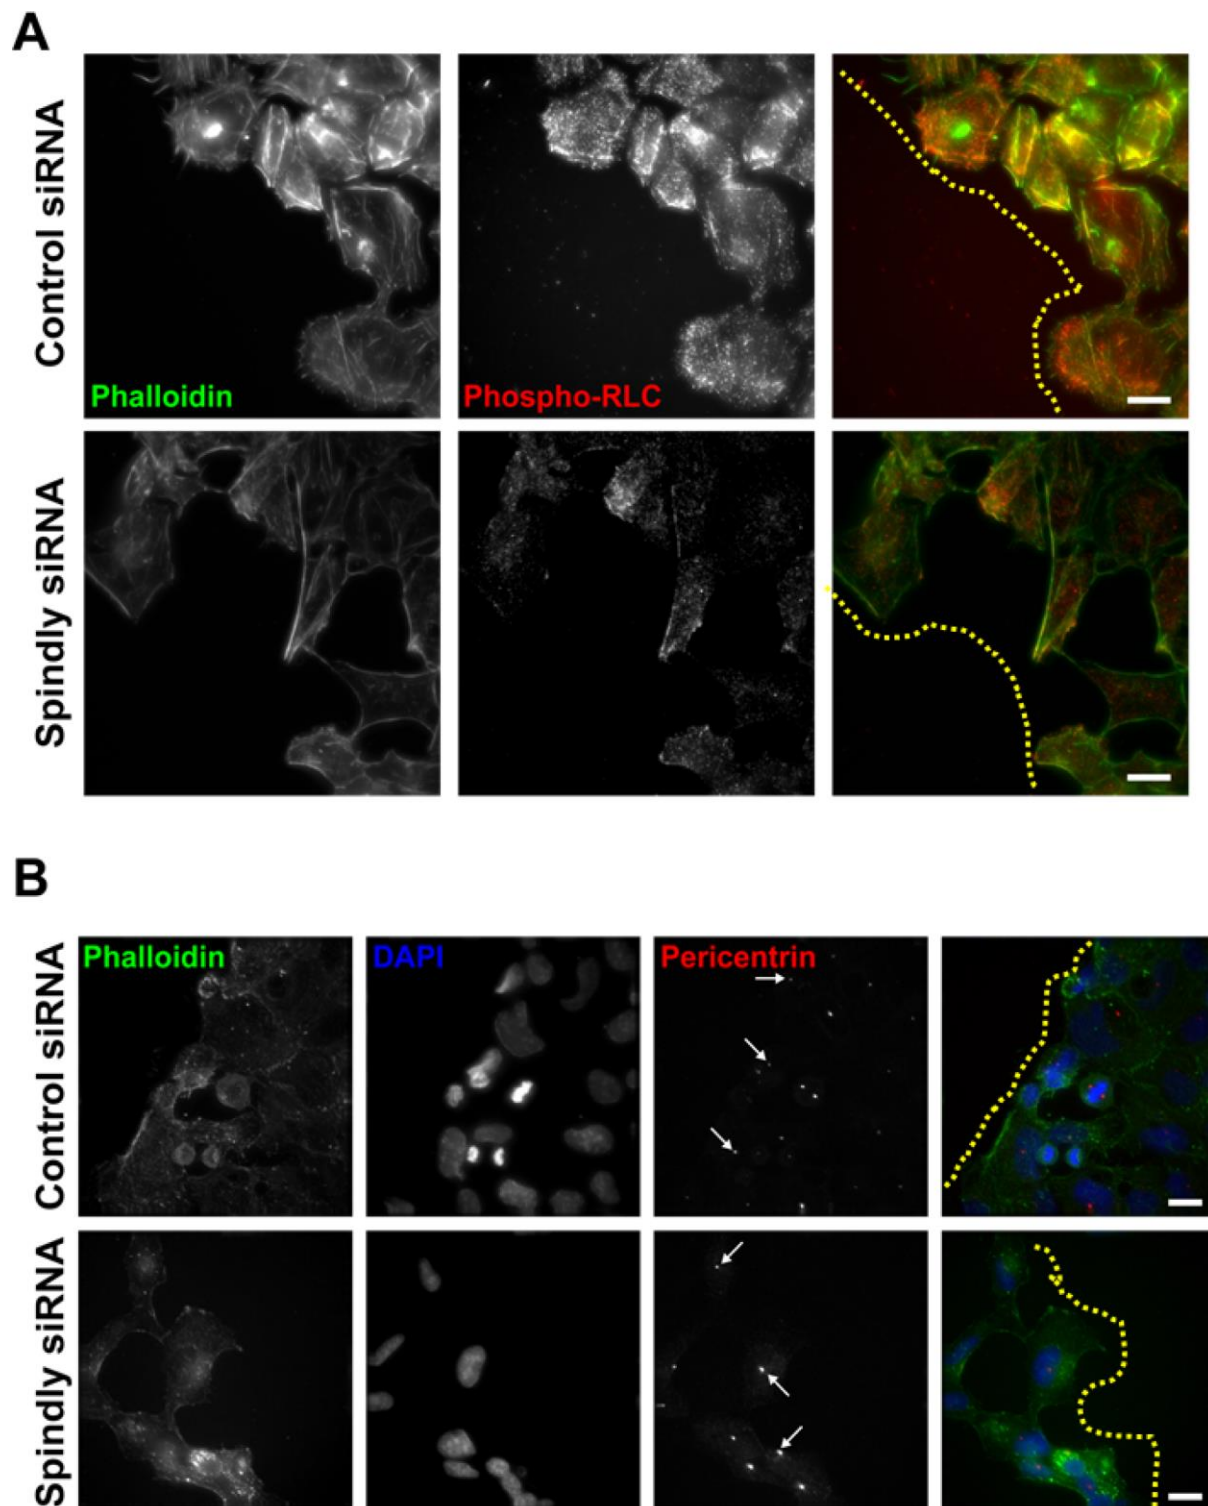 A
Control siRNA
Phalloidin
Phospho-RLC
Spindly siRNA
B
Control siRNA
Phalloidin
DAPI
Pericentrin
Spindly siRNA